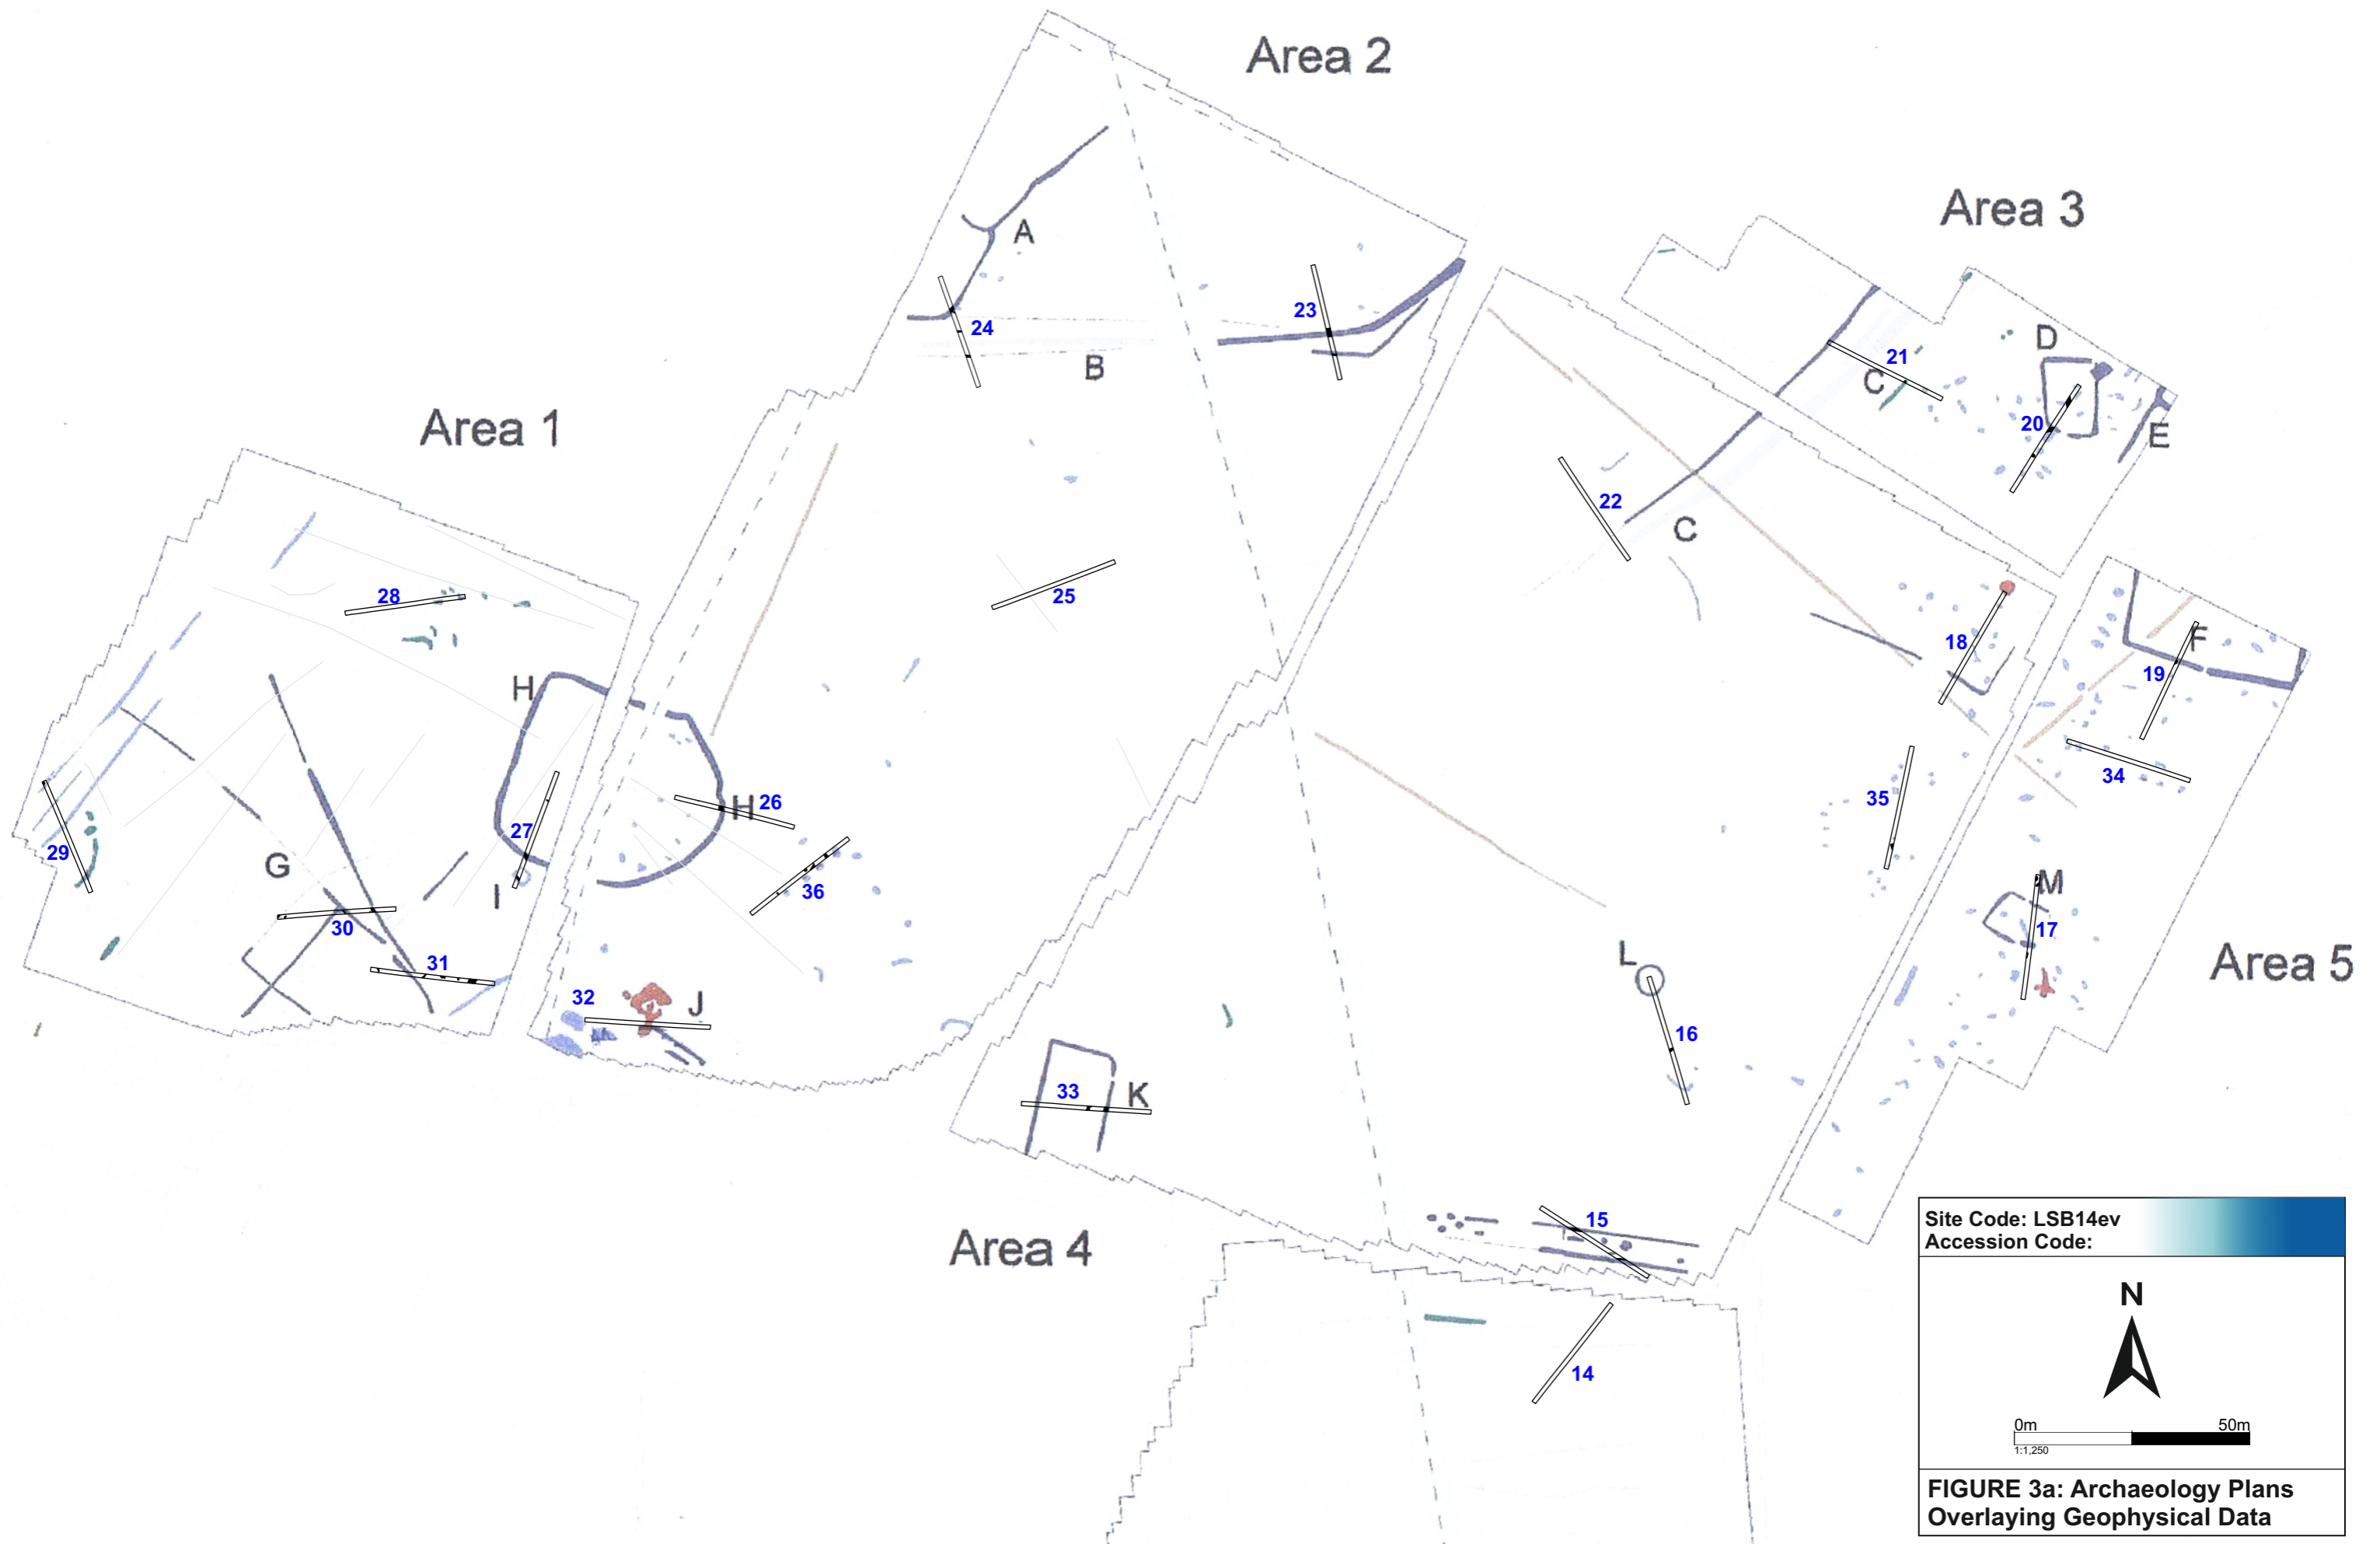 Area 2
Area 3
Area 1
Area 5
Area 4
A
B
C
C
D
E
F
G
H
H
I
J
K
L
M
14
15
16
17
18
19
20
21
22
23
24
25
26
27
28
29
30
31
32
33
34
35
36
Site Code: LSB14ev
Accession Code:
N
0m 50m
1:1,250
FIGURE 3a: Archaeology Plans
Overlaying Geophysical Data